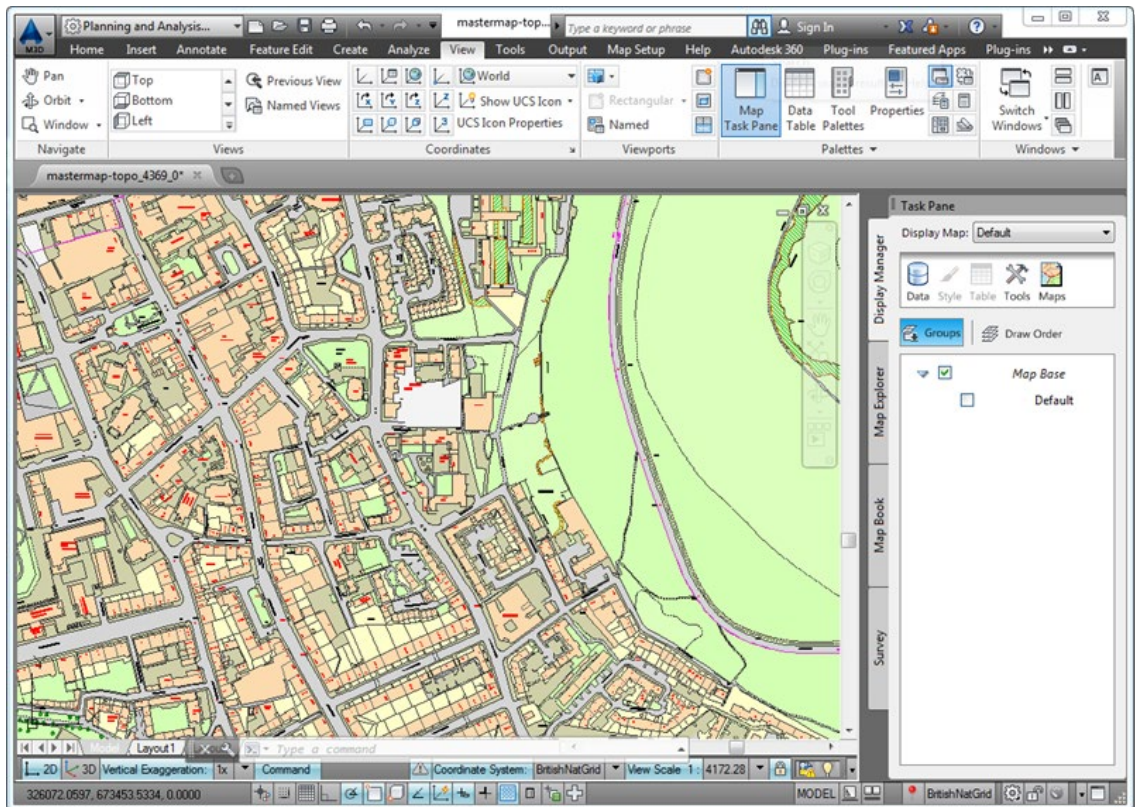 Planning and Analysis...
mastermap-top...
Type a keyword or phrase
Sign In
M3D
Home Insert Annotate Feature Edit Create Analyze View Tools Output Map Setup Help Autodesk 360 Plug-ins Featured Apps Plug-ins
Pan
Orbit
Window
Navigate
Top
Bottom
Left
Previous View
Named Views
Views
World
Show UCS Icon
UCS Icon Properties
Coordinates
Rectangular
Named
Viewports
Map Task Pane
Data Table
Tool Palettes
Properties
Palettes
Switch Windows
Windows
A
mastermap-topo_4369_0*
Task Pane
Display Map: Default
Data Style Table Tools Maps
Groups Draw Order
Map Base
Default
Display Manager
Map Explorer
Map Book
Survey
Model Layout1
Type a command
2D 3D Vertical Exaggeration: 1x Command Coordinate System: BritishNatGrid View Scale 1 : 4172.28
326072.0597, 673453.5334, 0.0000
MODEL
BritishNatGrid